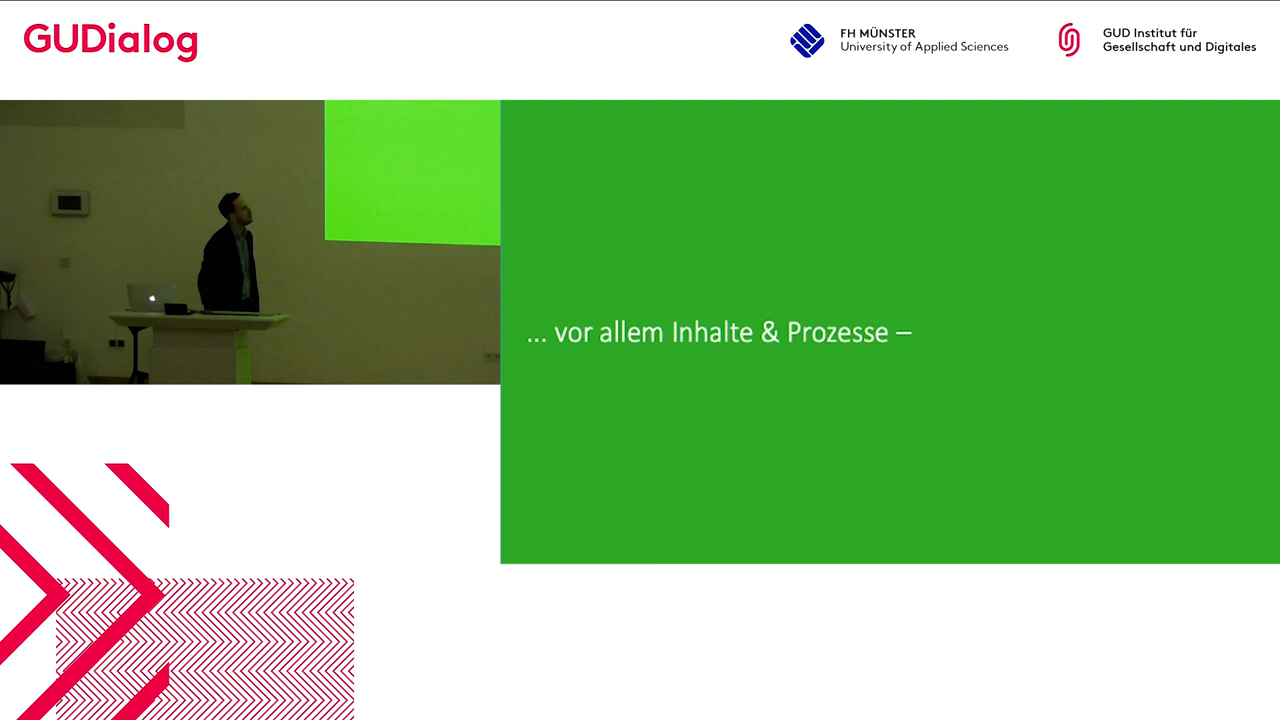 GUDialog
FH MÜNSTER
University of Applied Sciences
GUD Institut für
Gesellschaft und Digitales
... vor allem Inhalte & Prozesse –